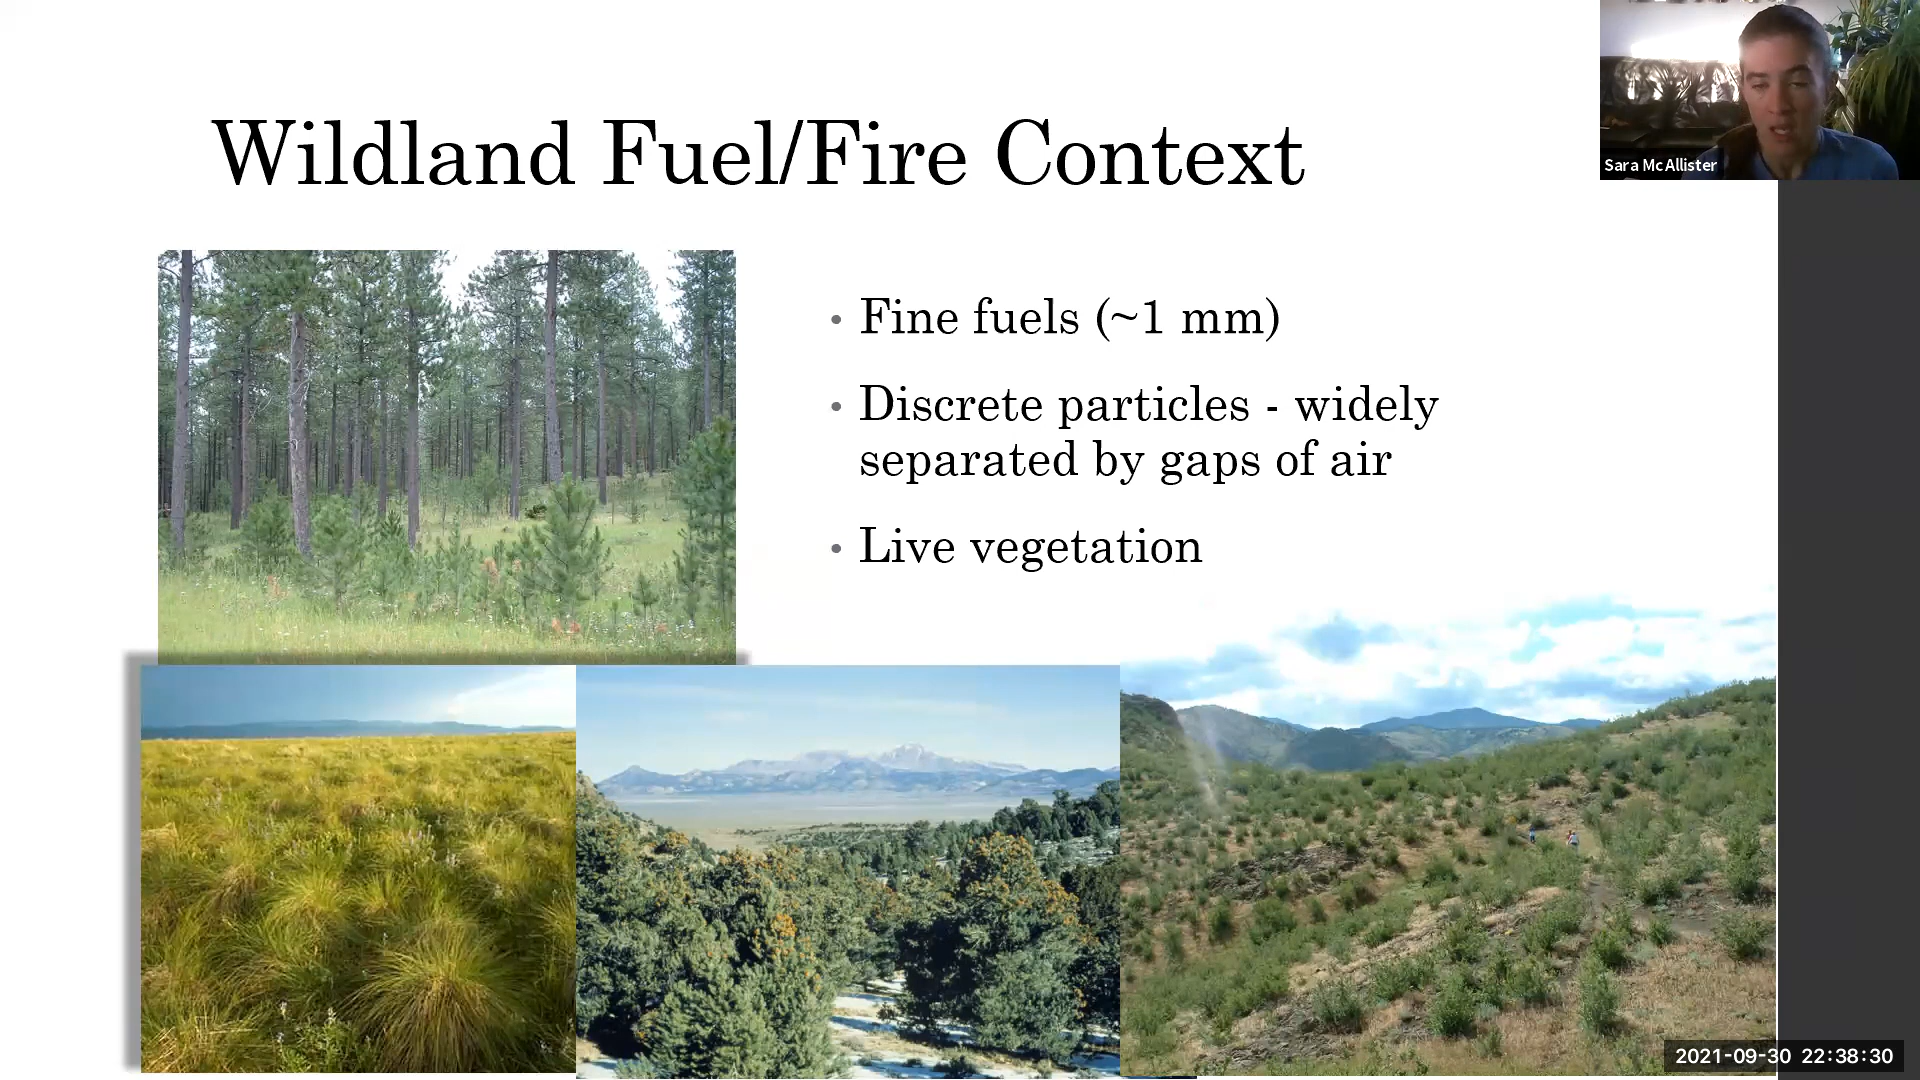 Wildland Fuel/Fire Context
• Fine fuels (~1 mm)
• Discrete particles - widely
separated by gaps of air
• Live vegetation
Sara McAllister
2021-09-30 22:38:30